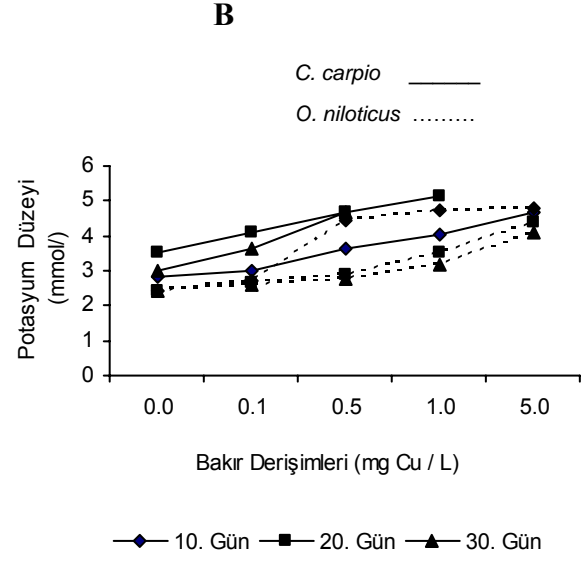 B
C. carpio ________
O. niloticus .........
Potasyum Düzeyi
(mmol/)
6
5
4
3
2
1
0
0.0 0.1 0.5 1.0 5.0
Bakır Derişimleri (mg Cu / L)
10. Gün 20. Gün 30. Gün